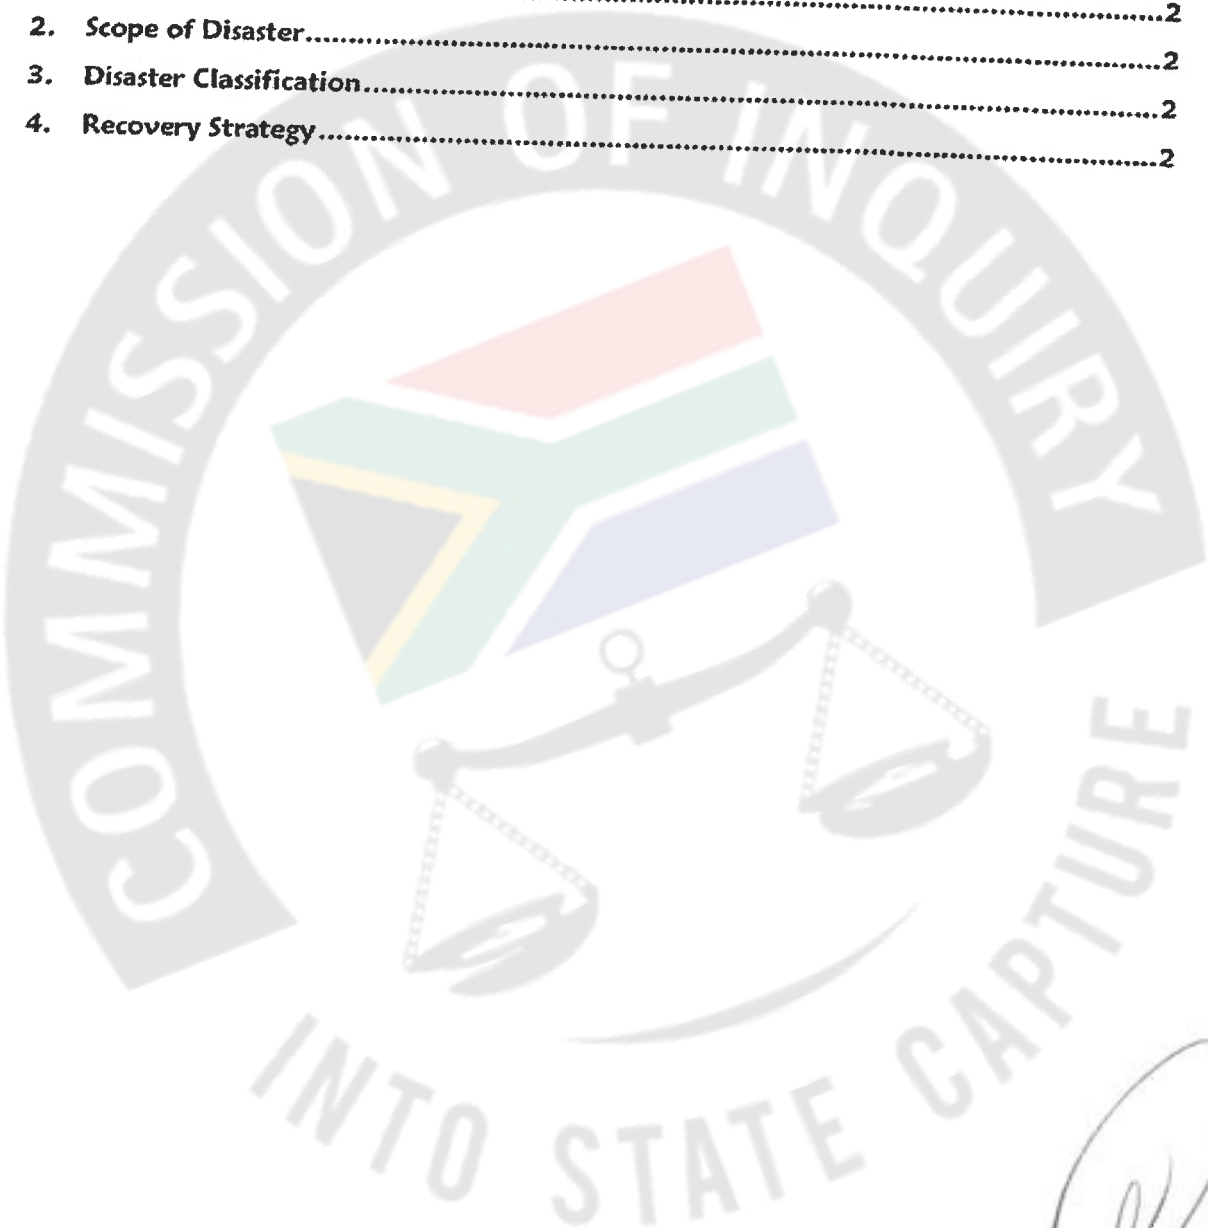 ..........2
2. Scope of Disaster..........2
3. Disaster Classification..........2
4. Recovery Strategy..........2
COMMISSION OF INQUIRY
INTO STATE CAPTURE